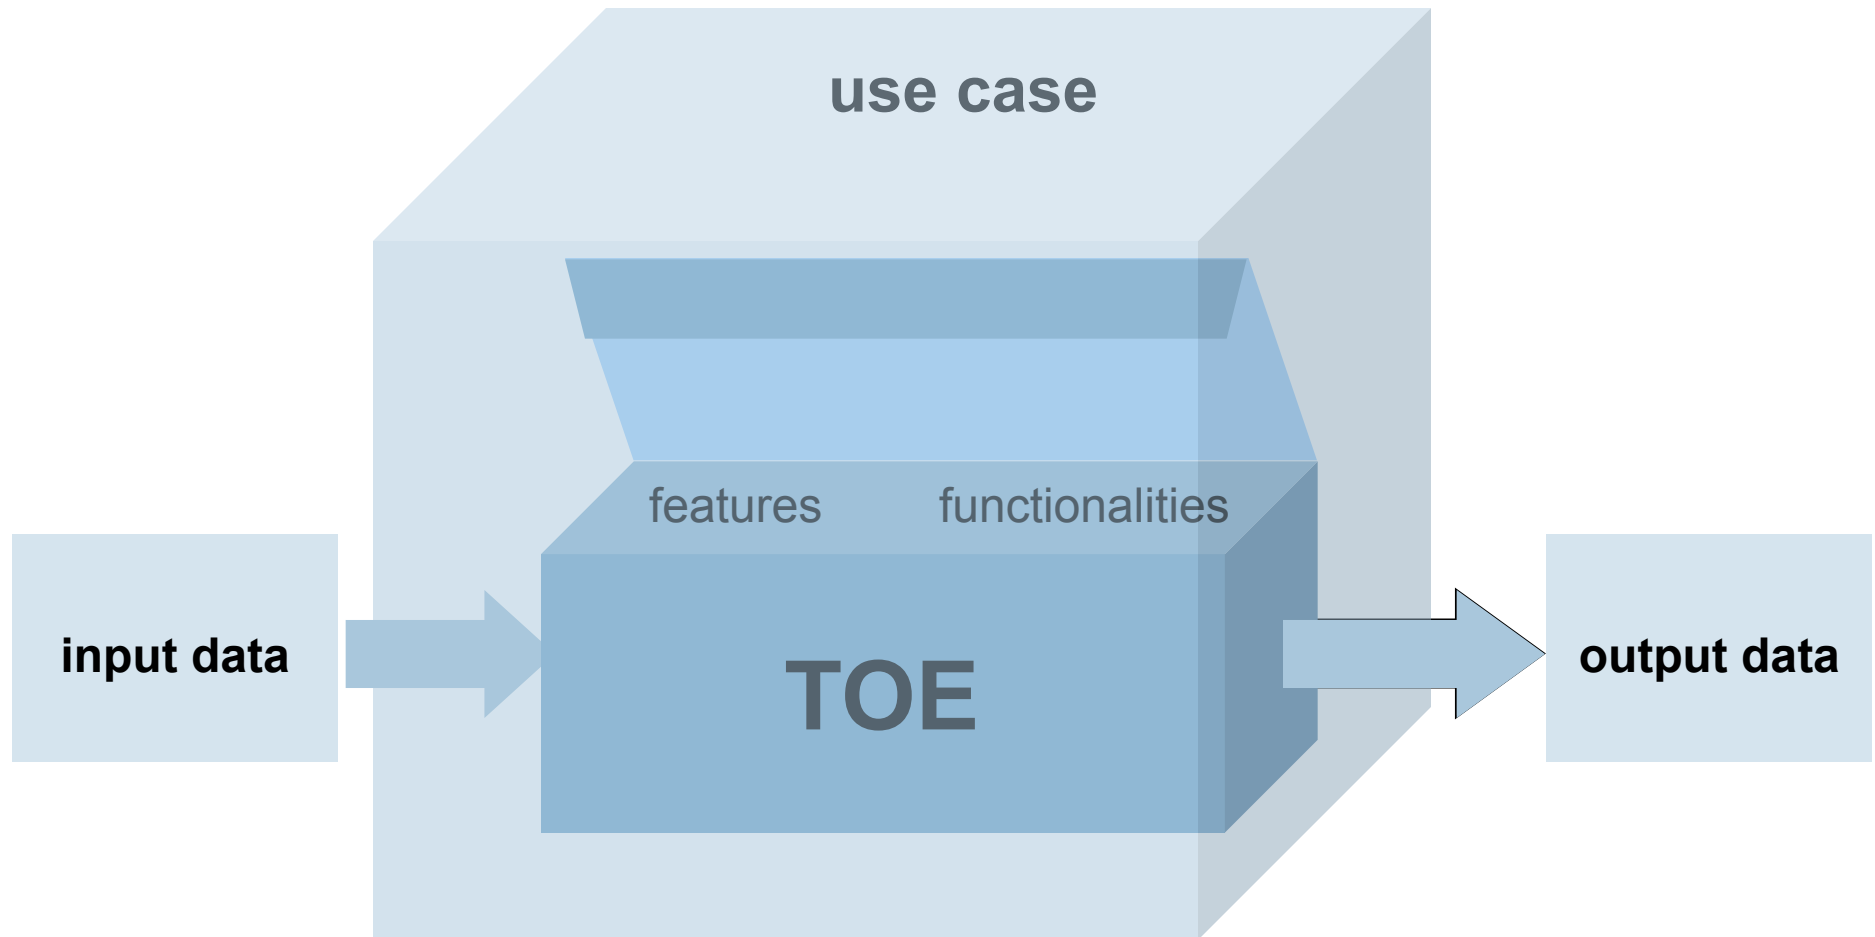 use case
features
functionalities
input data
TOE
output data